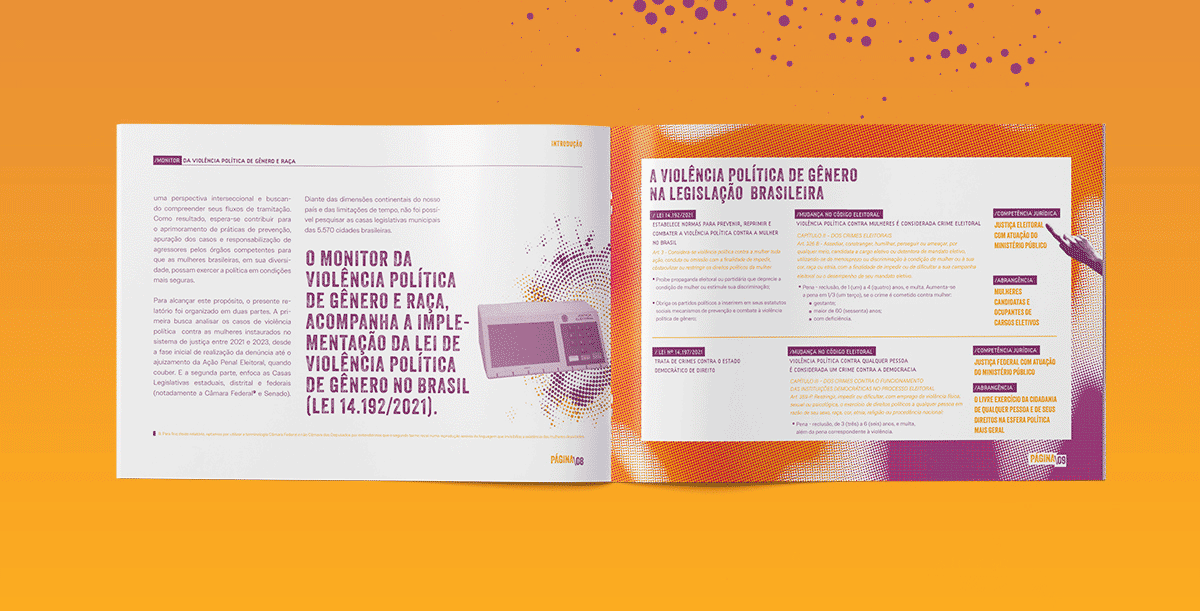 INTRODUÇÃO
/MONITOR DA VIOLÊNCIA POLÍTICA DE GÊNERO E RAÇA
uma perspectiva interseccional e buscan-
do compreender seus fluxos de tramitação.
Como resultado, espera-se contribuir para
o aprimoramento de práticas de prevenção,
apuração dos casos e responsabilização de
agressores pelos órgãos competentes para
que as mulheres brasileiras, em sua diversi-
dade, possam exercer a política em condições
mais seguras.
Para alcançar este propósito, o presente re-
latório foi organizado em duas partes. A pri-
meira busca analisar os casos de violência
política contra as mulheres instaurados no
sistema de justiça entre 2021 e 2023, desde
a fase inicial de realização da denúncia até o
ajuizamento da Ação Penal Eleitoral, quando
couber. E a segunda parte, enfoca as Casas
Legislativas estaduais, distrital e federais
(notadamente a Câmara Federal e Senado).
Diante das dimensões continentais do nosso
país e das limitações de tempo, não foi possí-
vel pesquisar as casas legislativas municipais
das 5.570 cidades brasileiras.
O MONITOR DA
VIOLÊNCIA POLÍTICA
DE GÊNERO E RAÇA,
ACOMPANHA A IMPLE-
MENTAÇÃO DA LEI DE
VIOLÊNCIA POLÍTICA
DE GÊNERO NO BRASIL
(LEI 14.192/2021).
PÁGINA\08
A VIOLÊNCIA POLÍTICA DE GÊNERO
NA LEGISLAÇÃO BRASILEIRA
/ LEI 14.192/2021
ESTABELECE NORMAS PARA PREVENIR, REPRIMIR E
COMBATER A VIOLÊNCIA POLÍTICA CONTRA A MULHER
NO BRASIL
Art. 3 - Considera-se violência política contra a mulher toda
ação, conduta ou omissão com a finalidade de impedir,
obstaculizar ou restringir os direitos políticos da mulher.
• Proíbe propaganda eleitoral ou partidária que deprecie a
condição de mulher ou estimule sua discriminação;
• Obriga os partidos políticos a inserirem em seus estatutos
sociais mecanismos de prevenção e combate à violência
política de gênero;
/MUDANÇA NO CÓDIGO ELEITORAL
VIOLÊNCIA POLÍTICA CONTRA MULHERES É CONSIDERADA CRIME ELEITORAL
CAPÍTULO II - DOS CRIMES ELEITORAIS
Art. 326-B - Assediar, constranger, humilhar, perseguir ou ameaçar, por
qualquer meio, candidata a cargo eletivo ou detentora de mandato eletivo,
utilizando-se de menosprezo ou discriminação à condição de mulher ou à sua
cor, raça ou etnia, com a finalidade de impedir ou de dificultar a sua campanha
eleitoral ou o desempenho de seu mandato eletivo.
• Pena - reclusão, de 1 (um) a 4 (quatro) anos, e multa. Aumenta-se
a pena em 1/3 (um terço), se o crime é cometido contra mulher:
• gestante;
• maior de 60 (sessenta) anos;
• com deficiência.
/COMPETÊNCIA JURÍDICA
JUSTIÇA ELEITORAL
COM ATUAÇÃO DO
MINISTÉRIO PÚBLICO
/ABRANGÊNCIA
MULHERES
CANDIDATAS E
OCUPANTES DE
CARGOS ELETIVOS
/ LEI Nº 14.197/2021
TRATA DE CRIMES CONTRA O ESTADO
DEMOCRÁTICO DE DIREITO
/MUDANÇA NO CÓDIGO ELEITORAL
VIOLÊNCIA POLÍTICA CONTRA QUALQUER PESSOA
É CONSIDERADA UM CRIME CONTRA A DEMOCRACIA
CAPÍTULO III - DOS CRIMES CONTRA O FUNCIONAMENTO
DAS INSTITUIÇÕES DEMOCRÁTICAS NO PROCESSO ELEITORAL
Art. 359-P. Restringir, impedir ou dificultar, com emprego de violência física,
sexual ou psicológica, o exercício de direitos políticos a qualquer pessoa em
razão de seu sexo, raça, cor, etnia, religião ou procedência nacional:
• Pena - reclusão, de 3 (três) a 6 (seis) anos, e multa,
além da pena correspondente à violência.
/COMPETÊNCIA JURÍDICA
JUSTIÇA FEDERAL COM ATUAÇÃO
DO MINISTÉRIO PÚBLICO
/ABRANGÊNCIA
O LIVRE EXERCÍCIO DA CIDADANIA
DE QUALQUER PESSOA E DE SEUS
DIREITOS NA ESFERA POLÍTICA
MAIS GERAL
PÁGINA\09